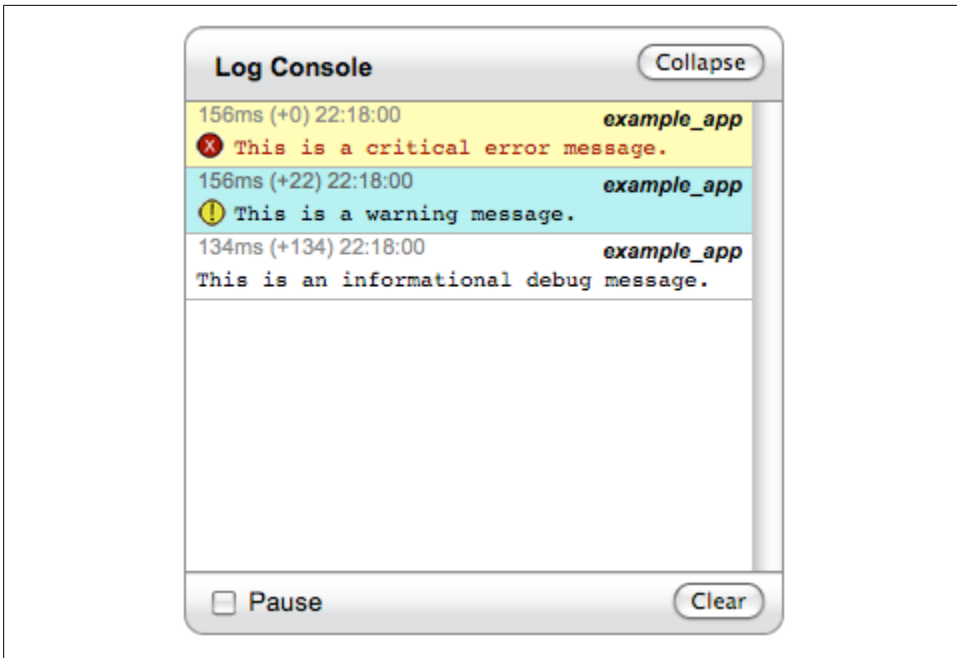 Log Console
Collapse
156ms (+0) 22:18:00 example_app
This is a critical error message.
156ms (+22) 22:18:00 example_app
This is a warning message.
134ms (+134) 22:18:00 example_app
This is an informational debug message.
Pause
Clear